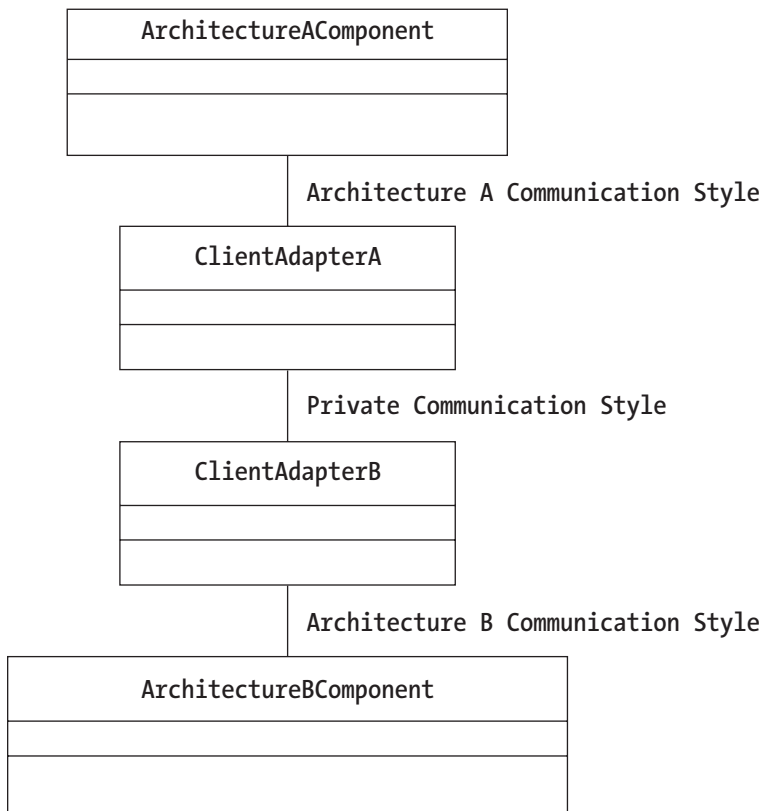 ArchitectureAComponent
Architecture A Communication Style
ClientAdapterA
Private Communication Style
ClientAdapterB
Architecture B Communication Style
ArchitectureBComponent